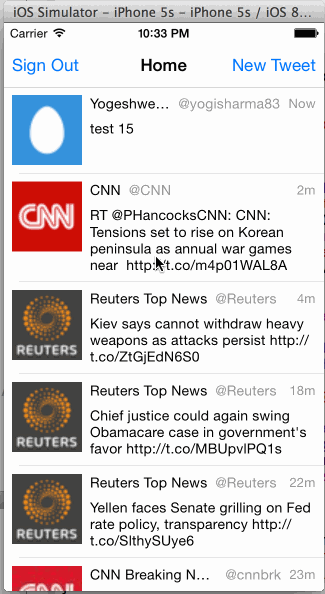 iOS Simulator - iPhone 5s - iPhone 5s / iOS 8...
Carrier 10:33 PM
Sign Out Home New Tweet
Yogeshwe... @yogisharma83 Now
test 15
CNN
CNN @CNN 2m
RT @PHancocksCNN: CNN:
Tensions set to rise on Korean
peninsula as annual war games
near http://t.co/m4p01WAL8A
REUTERS
Reuters Top News @Reuters 4m
Kiev says cannot withdraw heavy
weapons as attacks persist http://
t.co/ZtGjEdN6S0
REUTERS
Reuters Top News @Reuters 18m
Chief justice could again swing
Obamacare case in government's
favor http://t.co/MBUpvlPQ1s
REUTERS
Reuters Top News @Reuters 22m
Yellen faces Senate grilling on Fed
rate policy, transparency http://
t.co/SlthySUye6
CNN Breaking N... @cnnbrk 23m